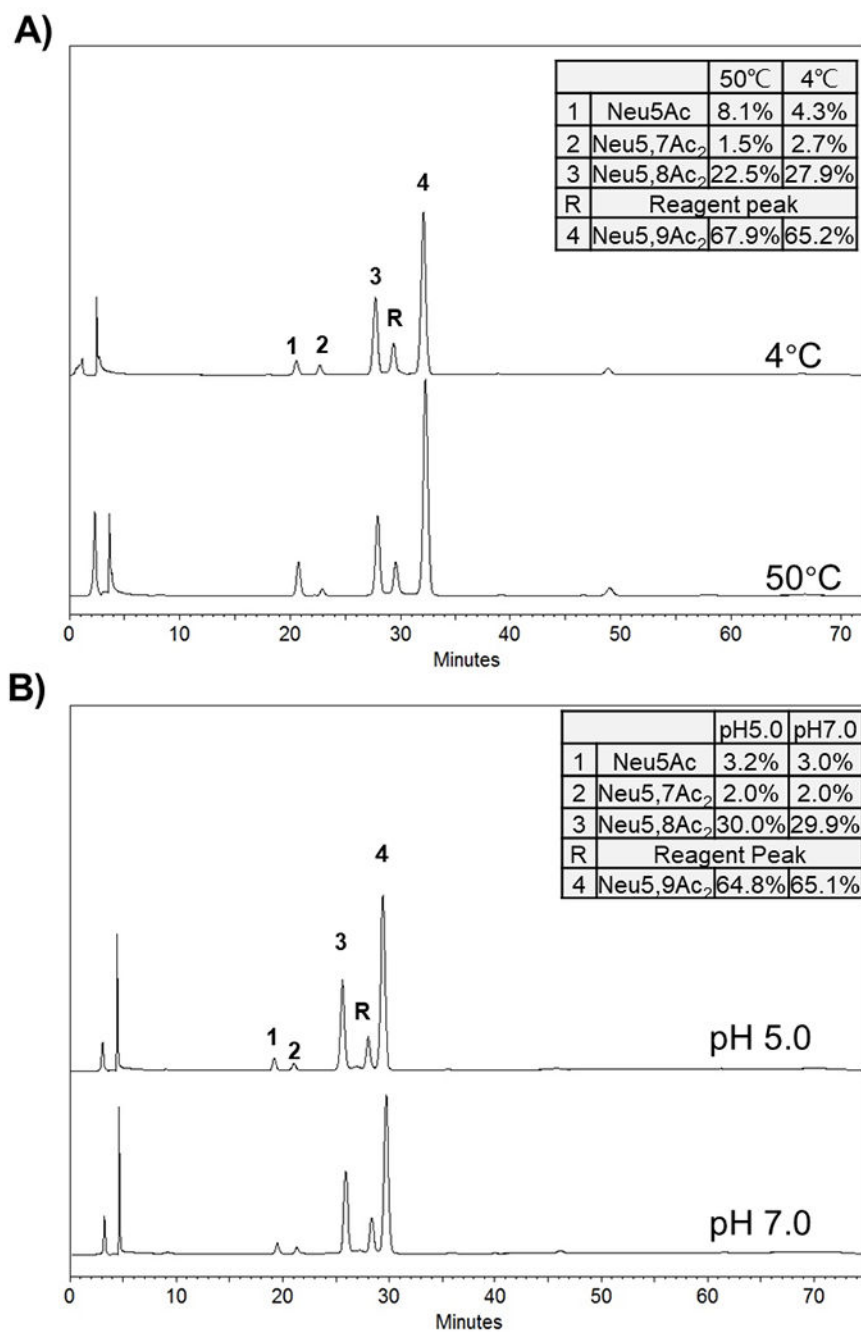 A)
50℃ 4℃
1 Neu5Ac 8.1% 4.3%
2 Neu5,7Ac₂ 1.5% 2.7%
3 Neu5,8Ac₂ 22.5% 27.9%
R Reagent peak
4 Neu5,9Ac₂ 67.9% 65.2%
4
3
R
1 2
4°C
50°C
0 10 20 30 40 50 60 70
Minutes
B)
pH5.0 pH7.0
1 Neu5Ac 3.2% 3.0%
2 Neu5,7Ac₂ 2.0% 2.0%
3 Neu5,8Ac₂ 30.0% 29.9%
R Reagent Peak
4 Neu5,9Ac₂ 64.8% 65.1%
4
3
R
1 2
pH 5.0
pH 7.0
0 10 20 30 40 50 60 70
Minutes